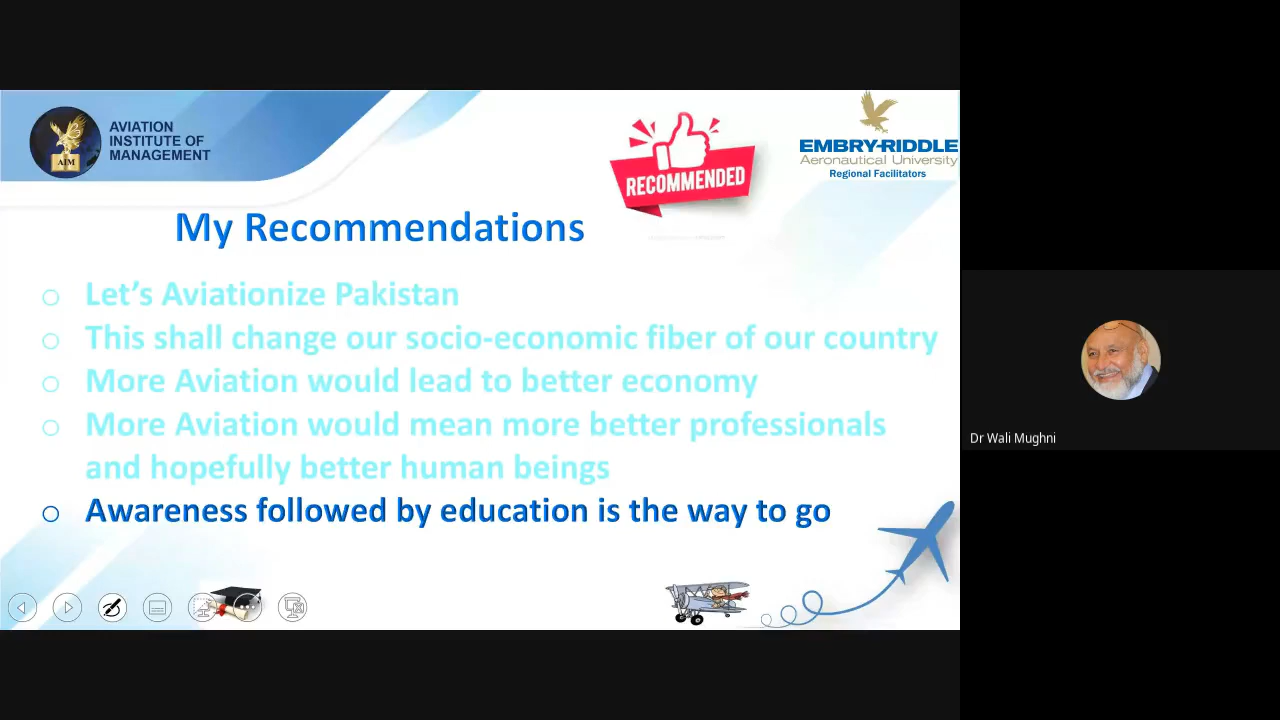 AVIATION
INSTITUTE OF
MANAGEMENT
AIM
RECOMMENDED
EMBRY-RIDDLE
Aeronautical University
Regional Facilitators
My Recommendations
o Let's Aviationize Pakistan
o This shall change our socio-economic fiber of our country
o More Aviation would lead to better economy
o More Aviation would mean more better professionals
and hopefully better human beings
o Awareness followed by education is the way to go
Dr Wali Mughni